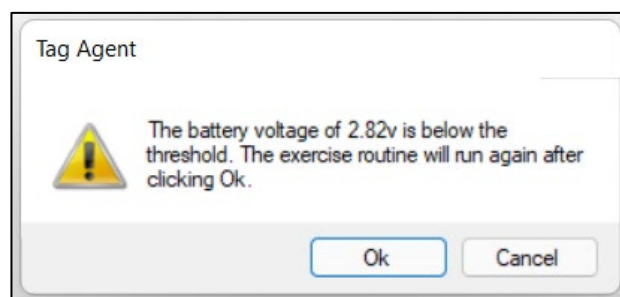 Tag Agent
The battery voltage of 2.82v is below the
threshold. The exercise routine will run again after
clicking Ok.
Ok
Cancel